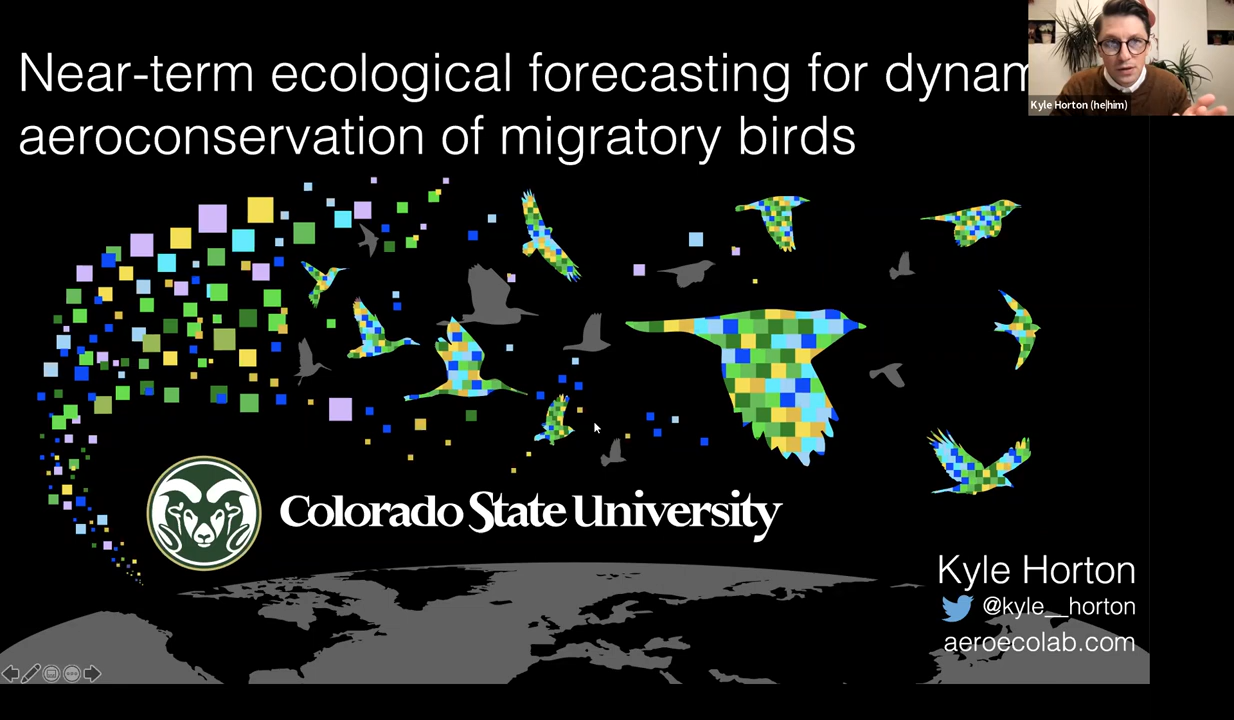 Near-term ecological forecasting for dynam
aeroconservation of migratory birds
Kyle Horton (he|him)
Colorado State University
Kyle Horton
@kyle__horton
aeroecolab.com